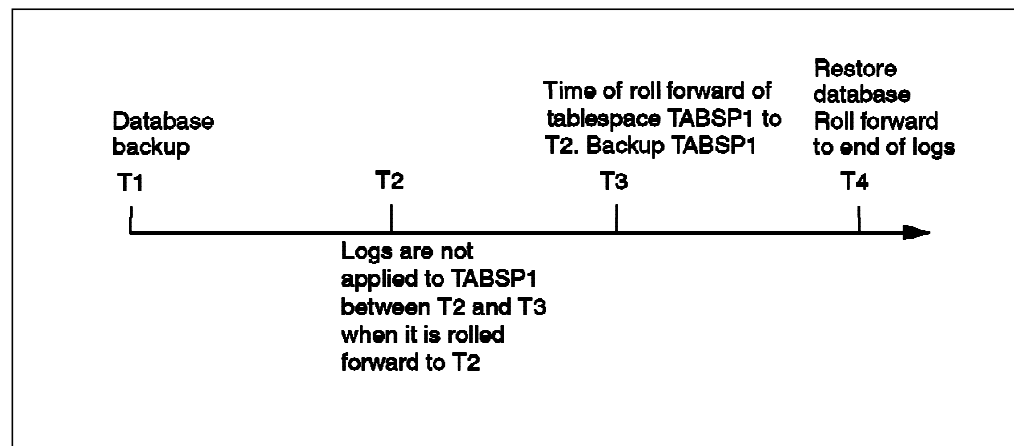 Database
backup
T1
T2
Time of roll forward of
tablespace TABSP1 to
T2. Backup TABSP1
T3
Restore
database
Roll forward
to end of logs
T4
Logs are not
applied to TABSP1
between T2 and T3
when it is rolled
forward to T2